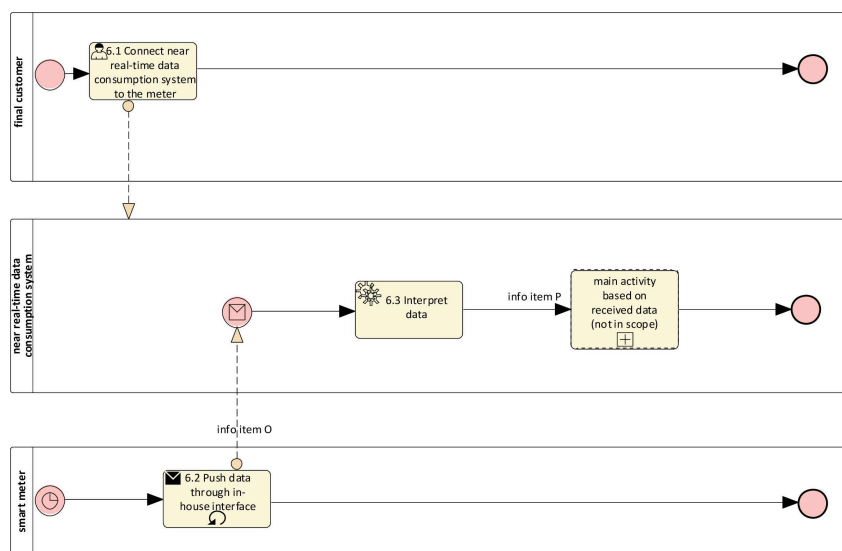 final customer
6.1 Connect near
real-time data
consumption system
to the meter
near real-time data
consumption system
6.3 Interpret
data
info item P
main activity
based on
received data
(not in scope)
info item O
smart meter
6.2 Push data
through in-
house interface